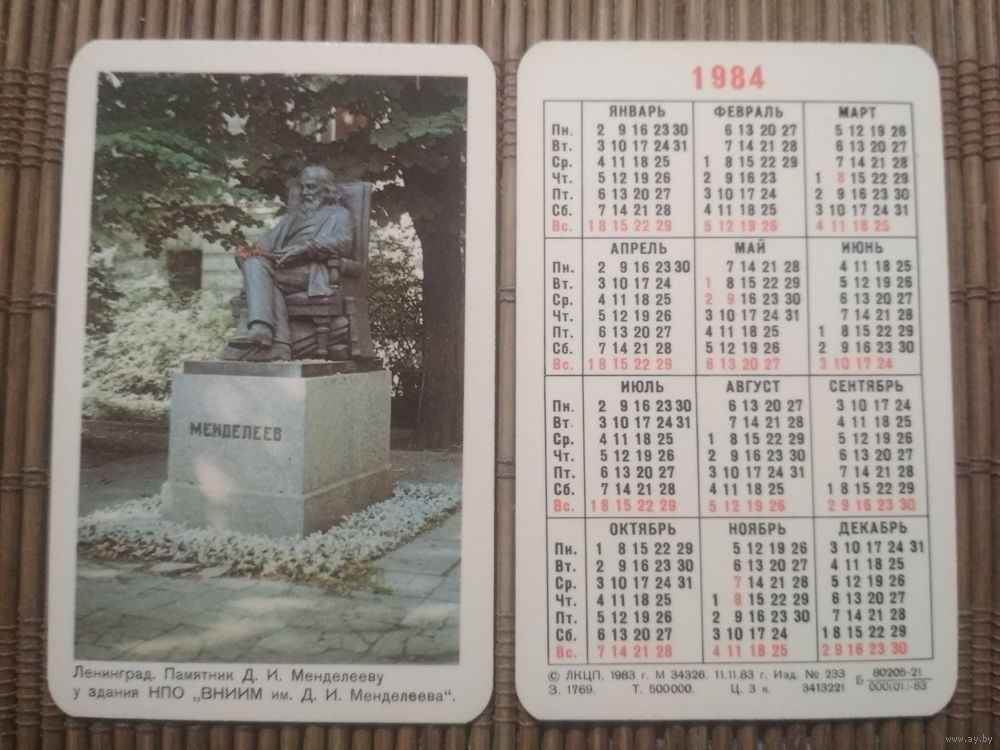 МЕНДЕЛЕЕВ
Ленинград. Памятник Д. И. Менделееву
у здания НПО „ВНИИМ им. Д. И. Менделеева“.
1984
ЯНВАРЬ ФЕВРАЛЬ МАРТ
Пн. 2 9 16 23 30 6 13 20 27 5 12 19 26
Вт. 3 10 17 24 31 7 14 21 28 6 13 20 27
Ср. 4 11 18 25 1 8 15 22 29 7 14 21 28
Чт. 5 12 19 26 2 9 16 23 1 8 15 22 29
Пт. 6 13 20 27 3 10 17 24 2 9 16 23 30
Сб. 7 14 21 28 4 11 18 25 3 10 17 24 31
Вс. 1 8 15 22 29 5 12 19 26 4 11 18 25
АПРЕЛЬ МАЙ ИЮНЬ
Пн. 2 9 16 23 30 7 14 21 28 4 11 18 25
Вт. 3 10 17 24 1 8 15 22 29 5 12 19 26
Ср. 4 11 18 25 2 9 16 23 30 6 13 20 27
Чт. 5 12 19 26 3 10 17 24 31 7 14 21 28
Пт. 6 13 20 27 4 11 18 25 1 8 15 22 29
Сб. 7 14 21 28 5 12 19 26 2 9 16 23 30
Вс. 1 8 15 22 29 6 13 20 27 3 10 17 24
ИЮЛЬ АВГУСТ СЕНТЯБРЬ
Пн. 2 9 16 23 30 6 13 20 27 3 10 17 24
Вт. 3 10 17 24 31 7 14 21 28 4 11 18 25
Ср. 4 11 18 25 1 8 15 22 29 5 12 19 26
Чт. 5 12 19 26 2 9 16 23 30 6 13 20 27
Пт. 6 13 20 27 3 10 17 24 31 7 14 21 28
Сб. 7 14 21 28 4 11 18 25 1 8 15 22 29
Вс. 1 8 15 22 29 5 12 19 26 2 9 16 23 30
ОКТЯБРЬ НОЯБРЬ ДЕКАБРЬ
Пн. 1 8 15 22 29 5 12 19 26 3 10 17 24 31
Вт. 2 9 16 23 30 6 13 20 27 4 11 18 25
Ср. 3 10 17 24 31 7 14 21 28 5 12 19 26
Чт. 4 11 18 25 1 8 15 22 29 6 13 20 27
Пт. 5 12 19 26 2 9 16 23 30 7 14 21 28
Сб. 6 13 20 27 3 10 17 24 1 8 15 22 29
Вс. 7 14 21 28 4 11 18 25 2 9 16 23 30
© ЛКЦП, 1983 г. М 34326. 11.11.83 г. Изд. № 233 Б 80205-21
З. 1769. Т. 500000. Ц. 3 к. 3413221 000(01)-83
www.ay.by